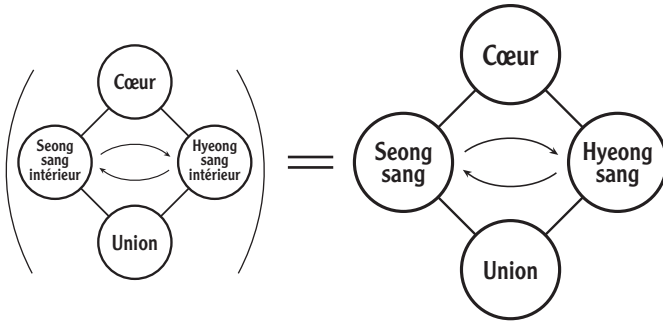 Cœur
Seong
sang
intérieur
Hyeong
sang
intérieur
Union
Cœur
Seong
sang
Hyeong
sang
Union